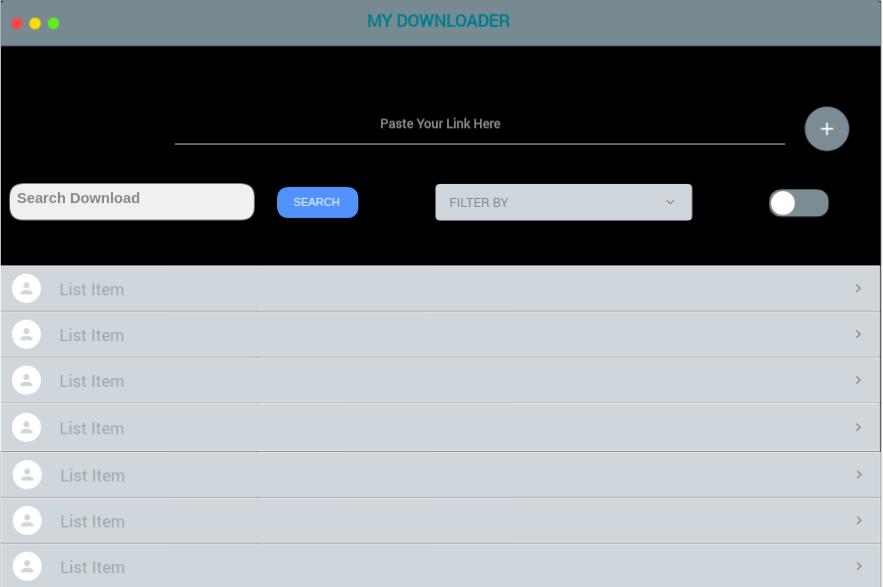 MY DOWNLOADER
Paste Your Link Here
+
Search Download
SEARCH
FILTER BY
List Item
List Item
List Item
List Item
List Item
List Item
List Item